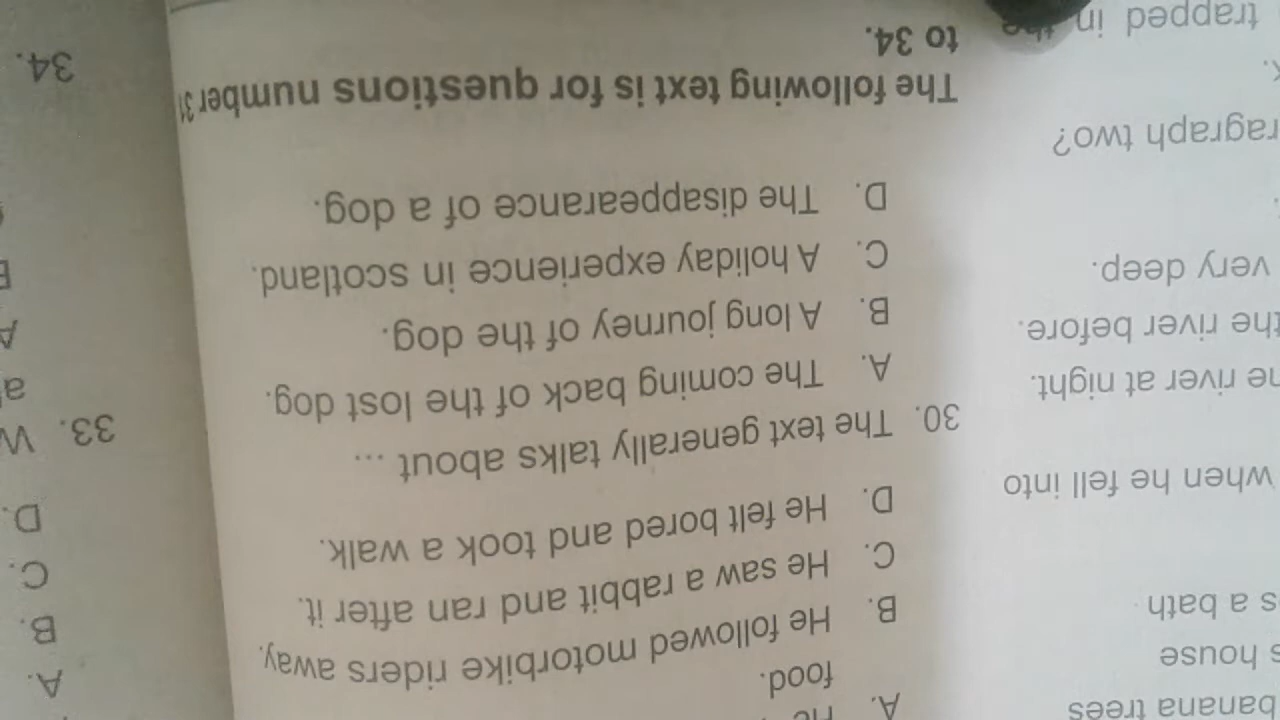 banana trees
house
a bath
when he fell into
river at night.
the river before.
very deep.
two?
trapped in the
A.
food.
B. He followed motorbike riders away.
C. He saw a rabbit and ran after it.
D. He felt bored and took a walk.
30. The text generally talks about ...
A. The coming back of the lost dog.
B. A long journey of the dog.
C. A holiday experience in scotland.
D. The disappearance of a dog.
The following text is for questions number 31
to 34.
A.
B.
C.
D.
33.
34.